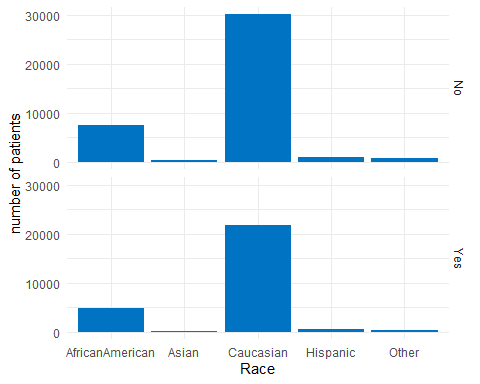 30000
20000
10000
0
No
30000
20000
10000
0
Yes
number of patients
AfricanAmerican Asian Caucasian Hispanic Other
Race